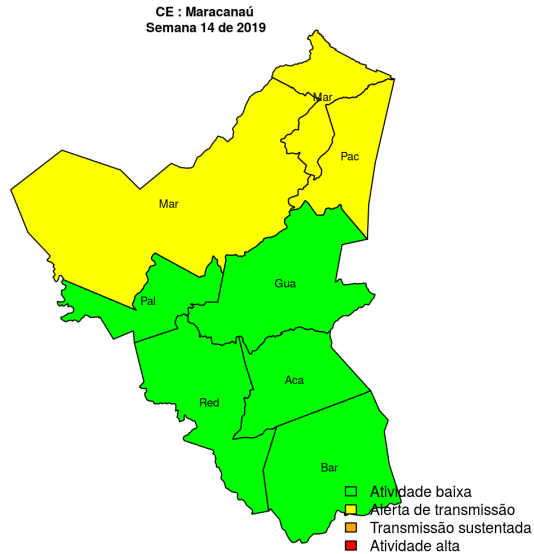 CE : Maracanaú
Semana 14 de 2019
Mar
Pac
Mar
Gua
Pal
Aca
Red
Bar
Atividade baixa
Alerta de transmissão
Transmissão sustentada
Atividade alta